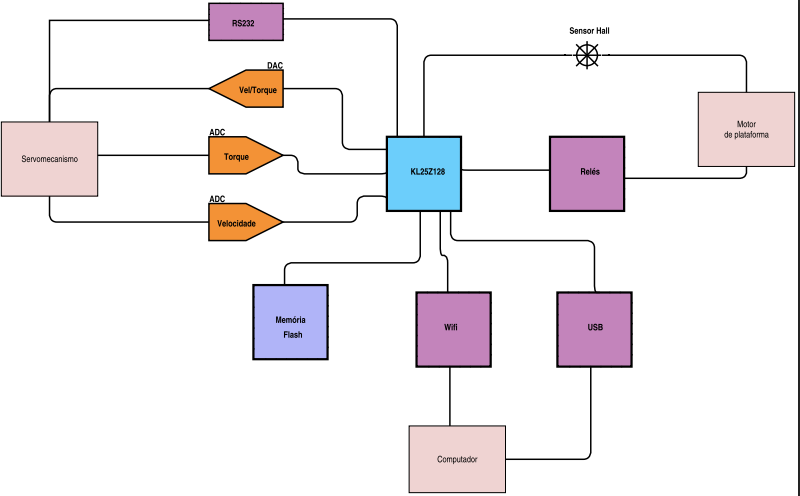 RS232
Sensor Hall
DAC
Vel/Torque
Motor
de plataforma
ADC
Torque
Servomecanismo
KL25Z128
Relés
ADC
Velocidade
Memória
Flash
Wifi
USB
Computador